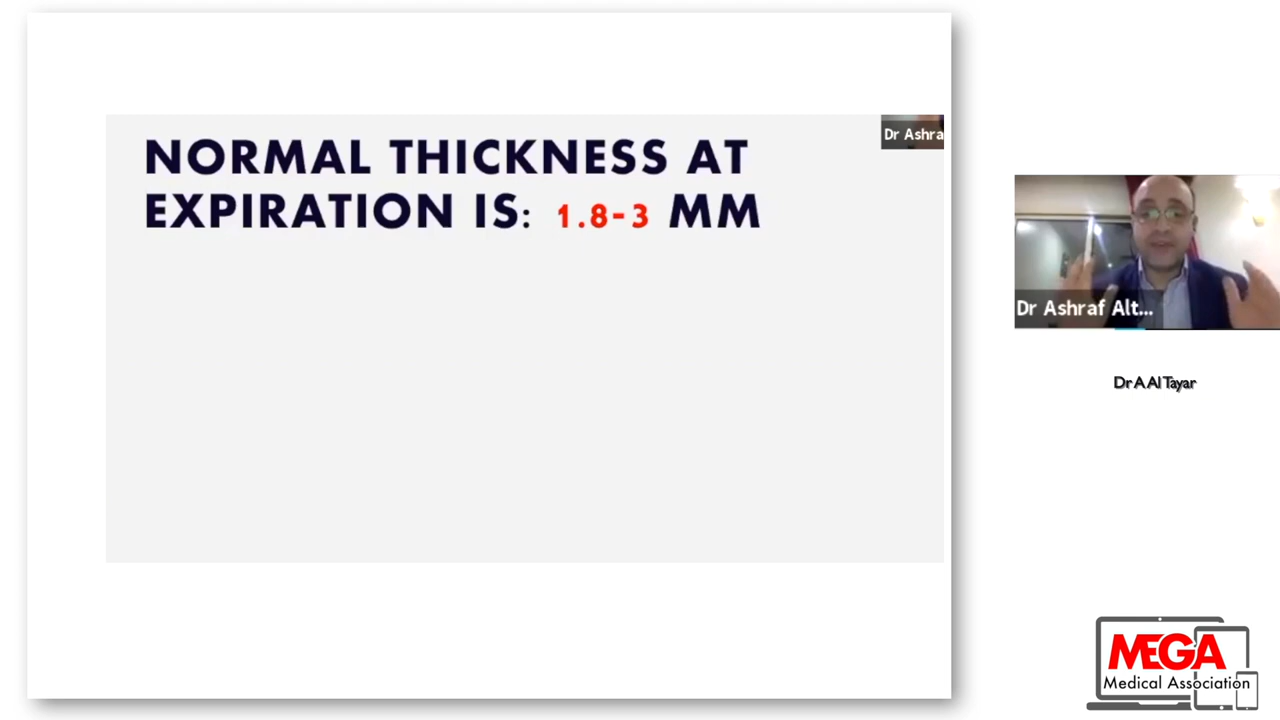 NORMAL THICKNESS AT
EXPIRATION IS: 1.8-3 MM
Dr Ashra
Dr Ashraf Alt...
Dr A Al Tayar
MEGA
Medical Association